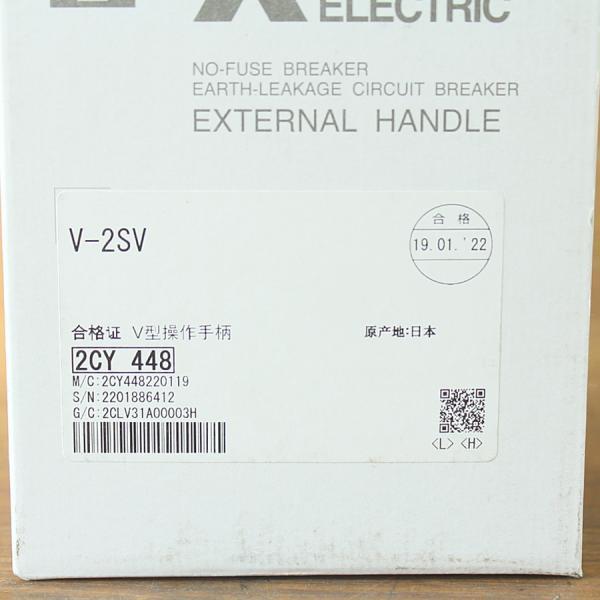 ELECTRIC
NO-FUSE BREAKER
EARTH-LEAKAGE CIRCUIT BREAKER
EXTERNAL HANDLE
V-2SV
合格
19.01.'22
合格证 V型操作手柄
原产地:日本
2CY 448
M/C:2CY448220119
S/N:2201886412
G/C:2CLV31A00003H
<L> <H>